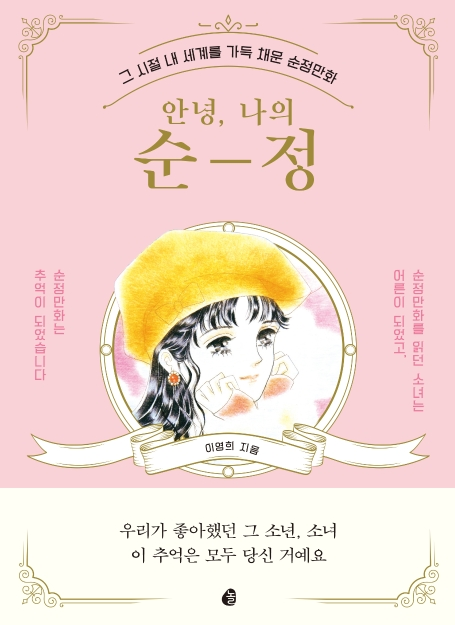 그 시절 내 세계를 가득 채운 순정만화
안녕, 나의
순-정
순정만화를 읽던 소녀는
어른이 되었고,
순정만화는
추억이 되었습니다
이영희 지음
우리가 좋아했던 그 소년, 소녀
이 추억은 모두 당신 거예요
놀